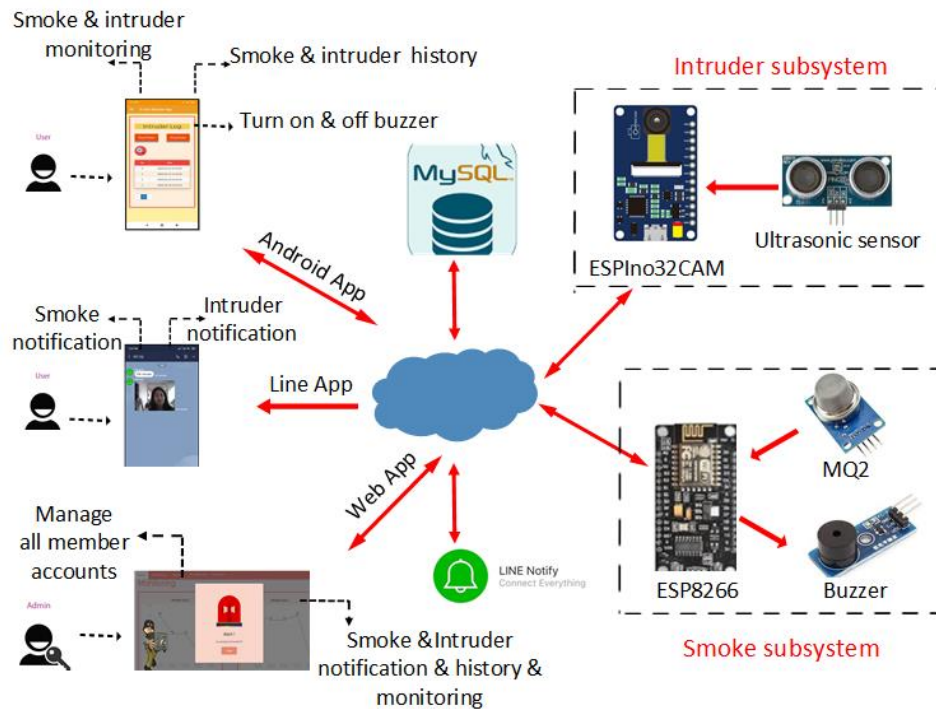 Smoke & intruder
monitoring
Smoke & intruder history
Turn on & off buzzer
User
Intruder Log
Android App
MySQL
Intruder subsystem
ESPIno32CAM
Ultrasonic sensor
Smoke
notification
Intruder
notification
User
Line App
Web App
LINE Notify
Connect Everything
MQ2
ESP8266
Buzzer
Smoke subsystem
Manage
all member
accounts
Admin
Smoke &Intruder
notification & history &
monitoring